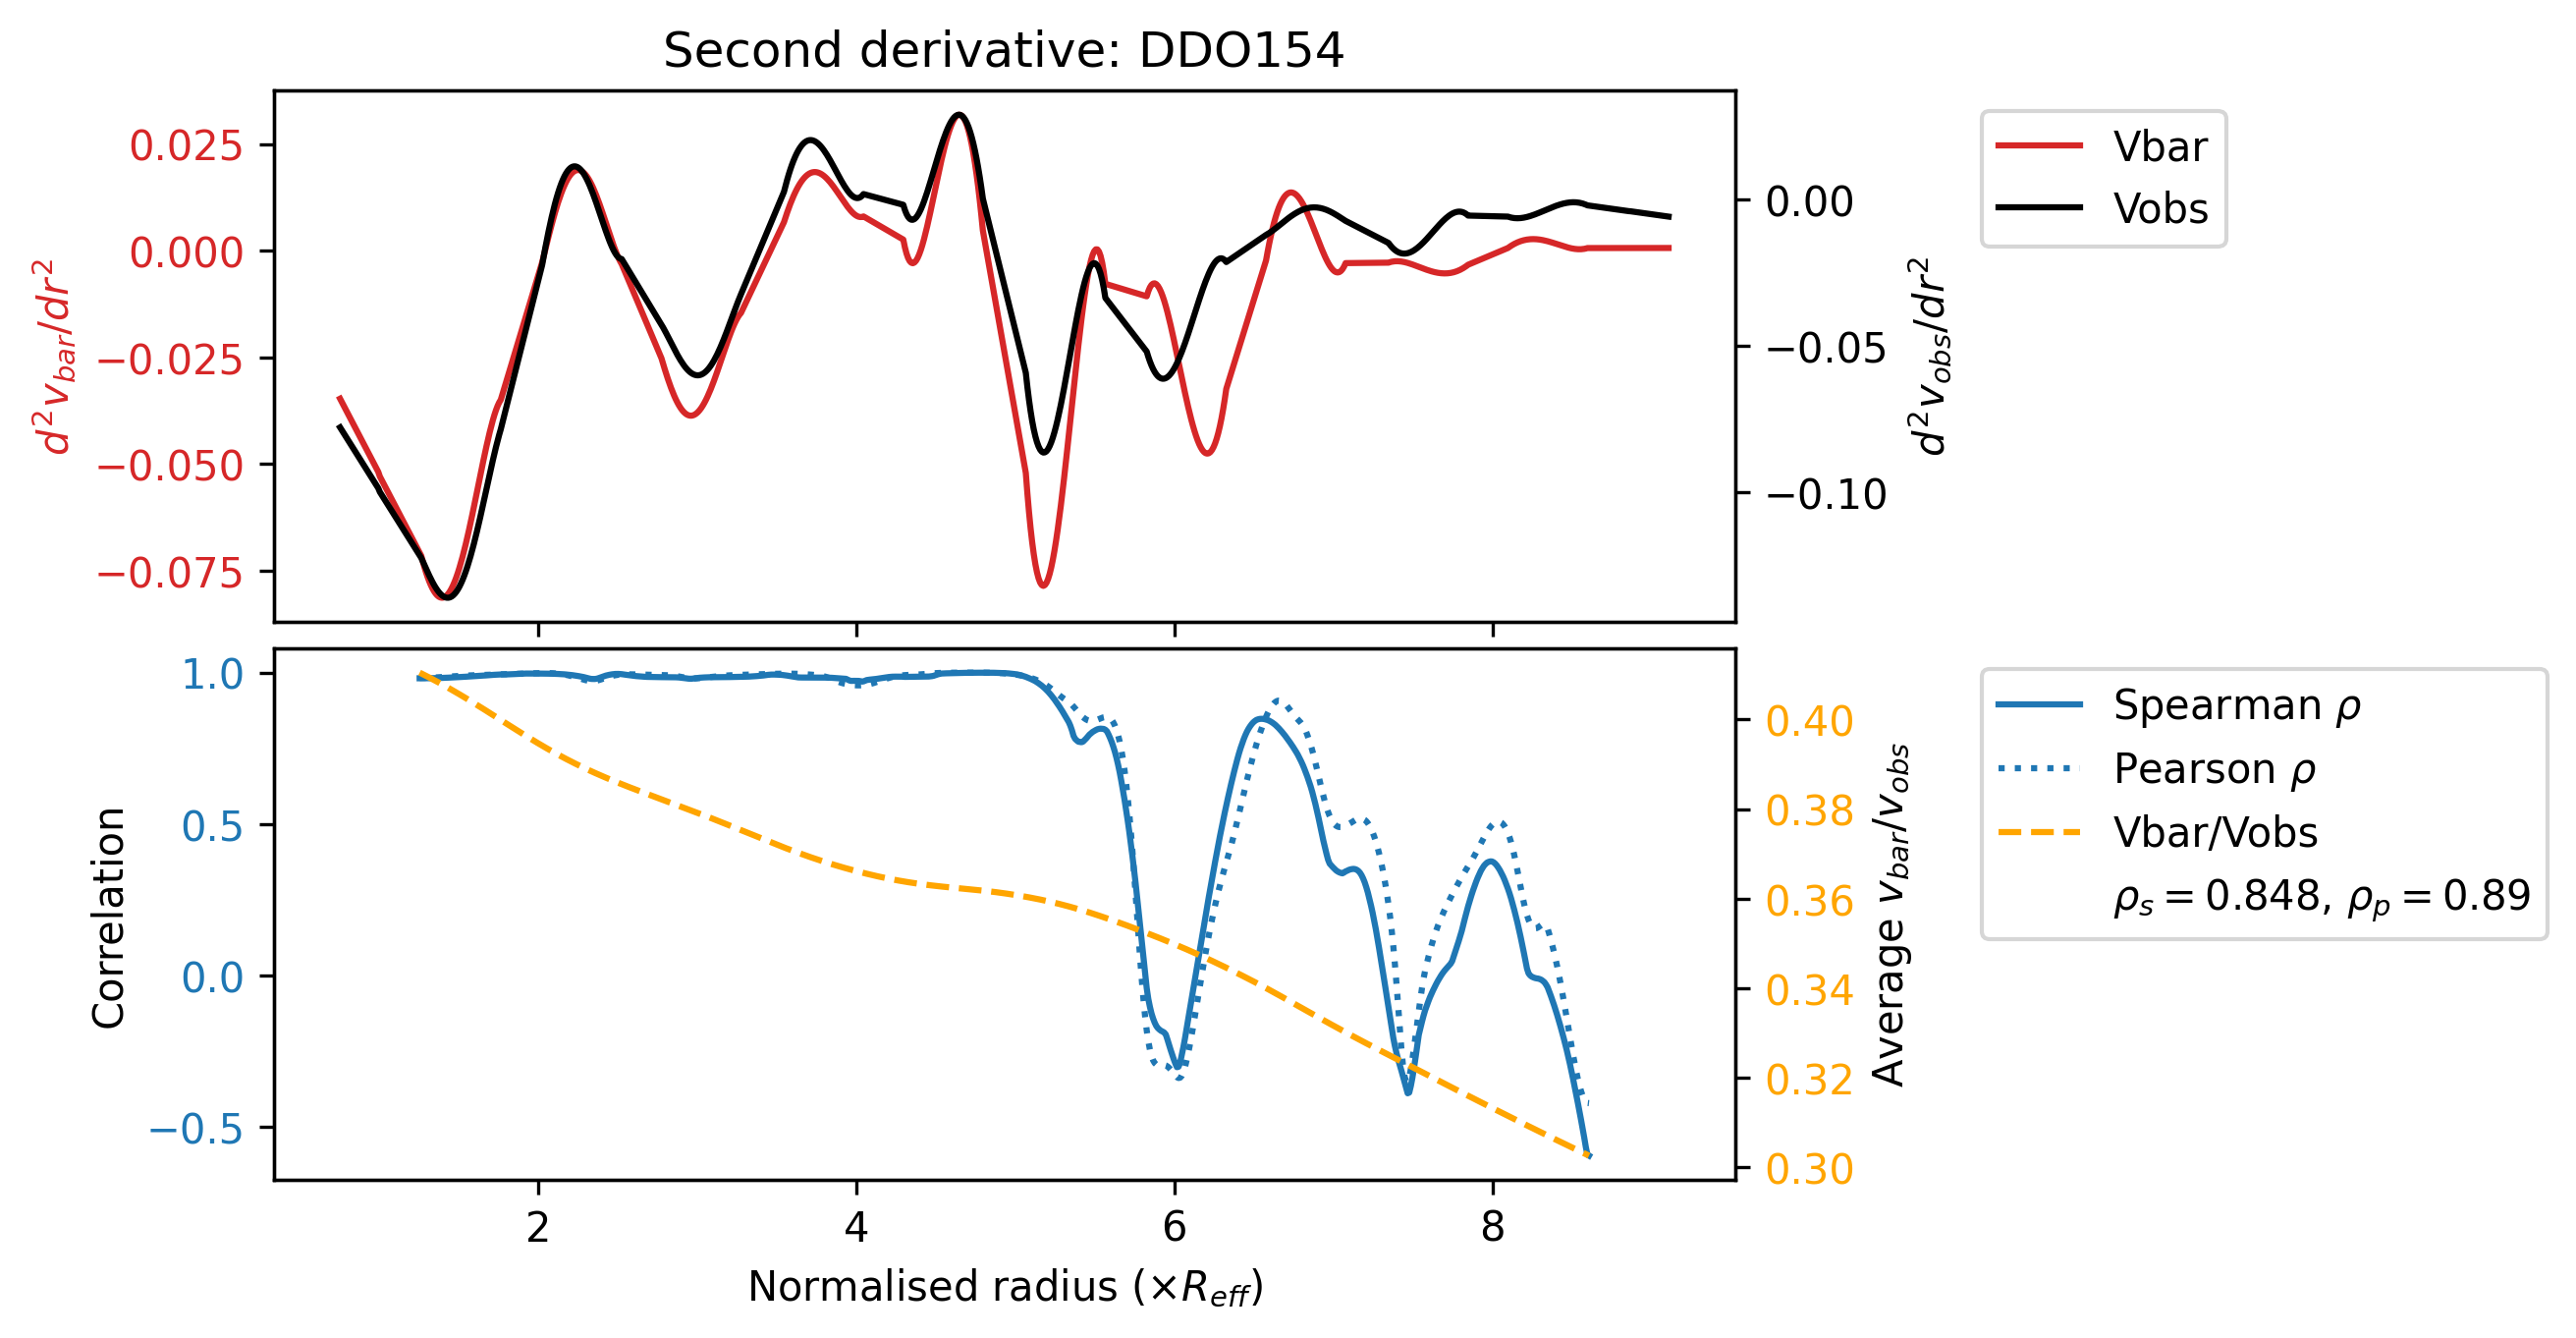 Second derivative: DDO154
0.025
0.000
−0.025
−0.050
−0.075
d²v_bar/dr²
0.00
−0.05
−0.10
d²v_obs/dr²
Vbar
Vobs
1.0
0.5
0.0
−0.5
Correlation
0.40
0.38
0.36
0.34
0.32
0.30
Average v_bar/v_obs
Spearman ρ
Pearson ρ
Vbar/Vobs
ρ_s = 0.848, ρ_p = 0.89
2 4 6 8
Normalised radius (×R_eff)